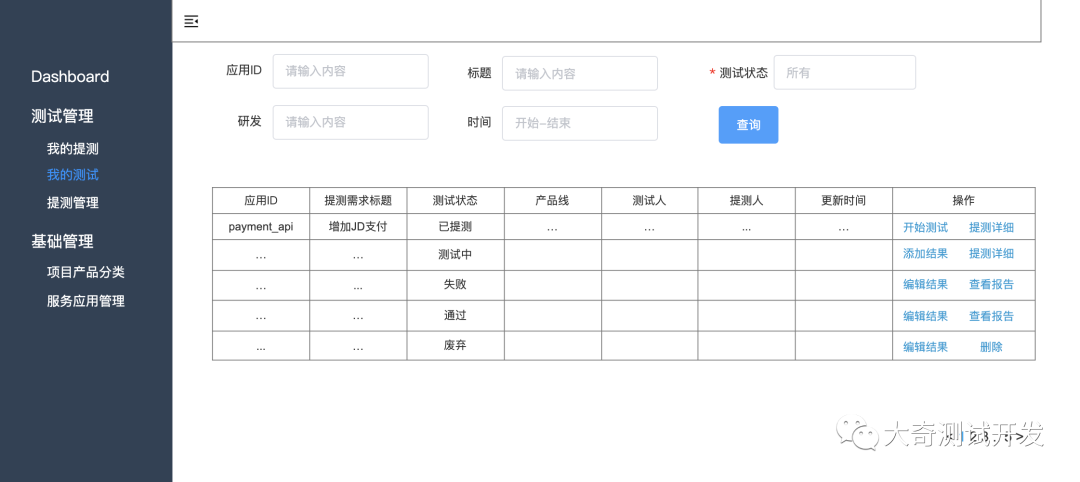 Dashboard
测试管理
我的提测
我的测试
提测管理
基础管理
项目产品分类
服务应用管理
应用ID 请输入内容 标题 请输入内容 * 测试状态 所有
研发 请输入内容 时间 开始-结束 查询
应用ID 提测需求标题 测试状态 产品线 测试人 提测人 更新时间 操作
payment_api 增加JD支付 已提测 ... ... ... ... 开始测试 提测详细
... ... 测试中 添加结果 提测详细
... ... 失败 编辑结果 查看报告
... ... 通过 编辑结果 查看报告
... ... 废弃 编辑结果 删除
大奇测试开发